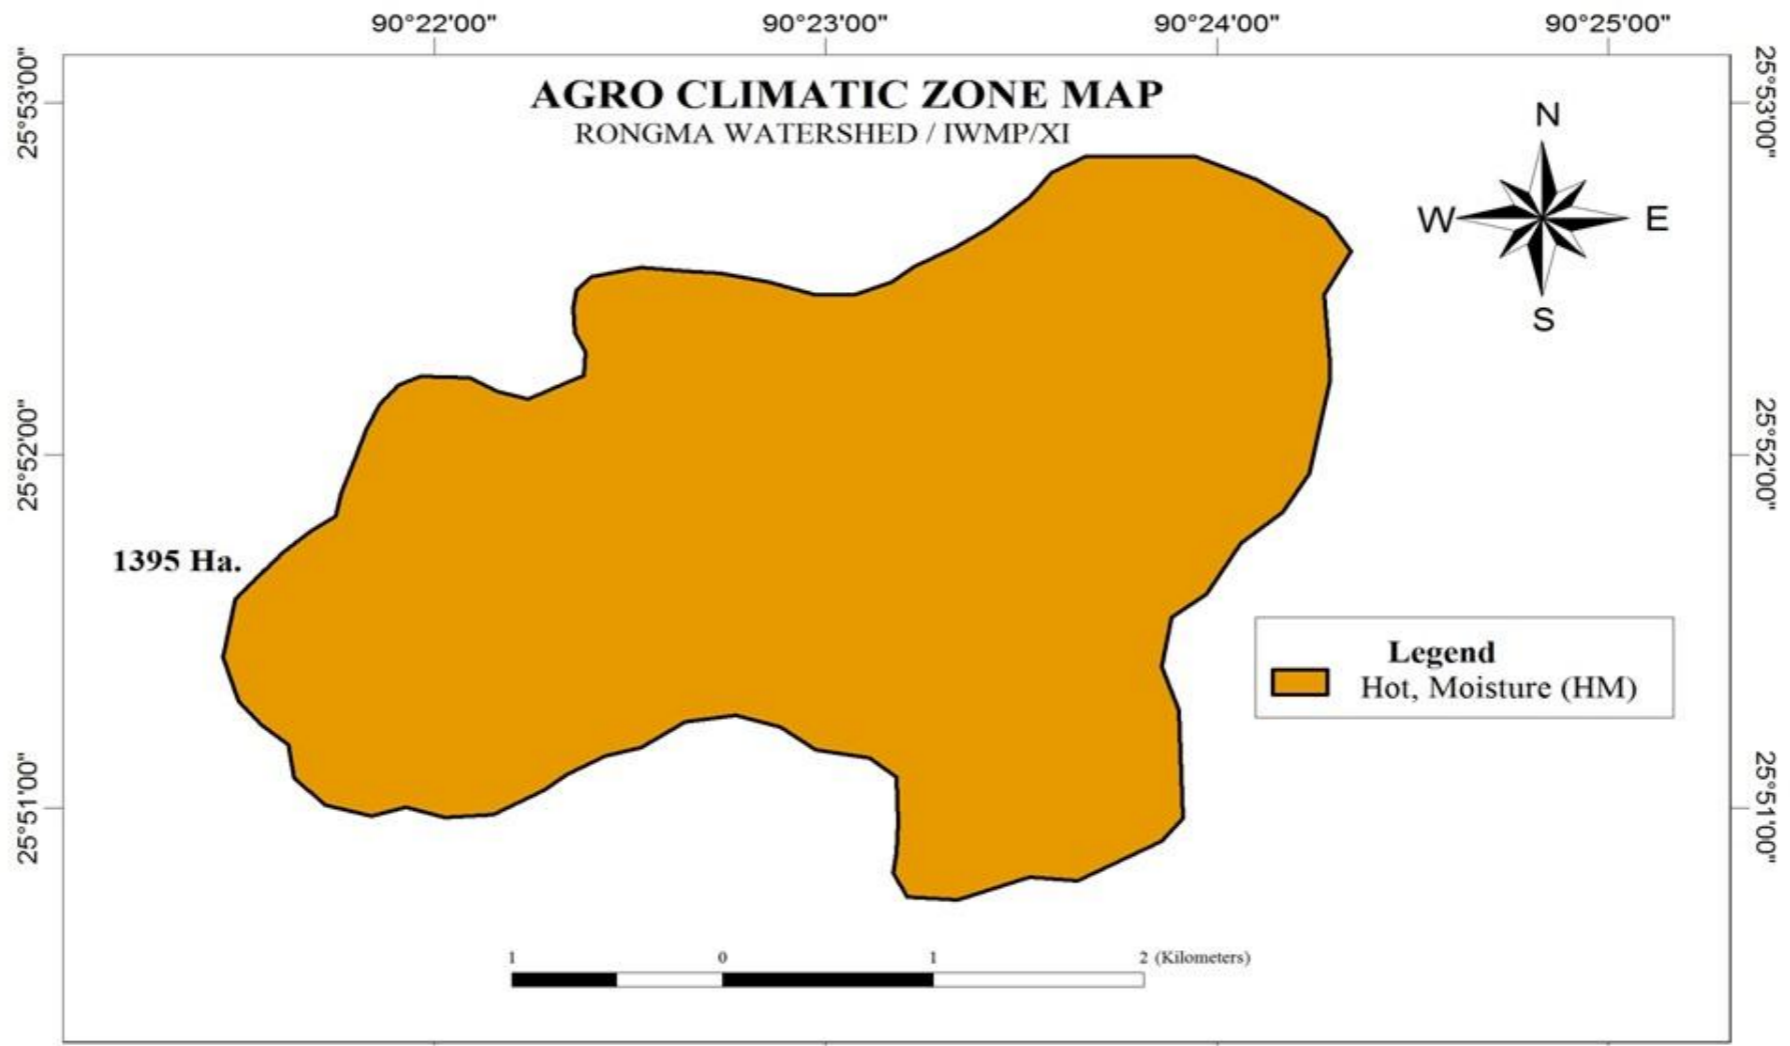 90°22'00" 90°23'00" 90°24'00" 90°25'00"
25°53'00"
25°53'00"
AGRO CLIMATIC ZONE MAP
RONGMA WATERSHED / IWMP/XI
N
W E
S
25°52'00"
25°52'00"
1395 Ha.
Legend
Hot, Moisture (HM)
25°51'00"
25°51'00"
1 0 1 2 (Kilometers)